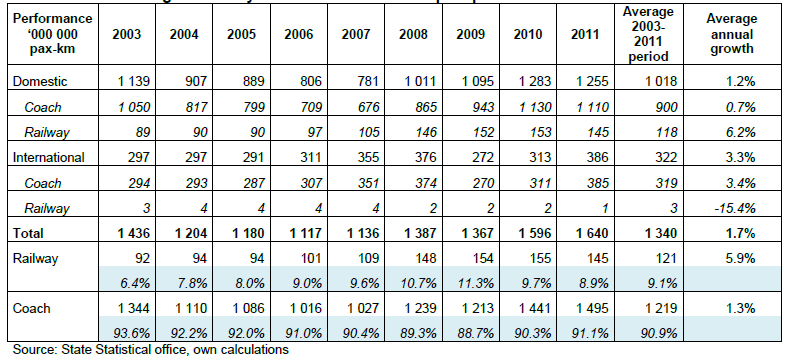 Performance '000 000 pax-km 2003 2004 2005 2006 2007 2008 2009 2010 2011 Average 2003-2011 period Average annual growth
Domestic 1 139 907 889 806 781 1 011 1 095 1 283 1 255 1 018 1.2%
Coach 1 050 817 799 709 676 865 943 1 130 1 110 900 0.7%
Railway 89 90 90 97 105 146 152 153 145 118 6.2%
International 297 297 291 311 355 376 272 313 386 322 3.3%
Coach 294 293 287 307 351 374 270 311 385 319 3.4%
Railway 3 4 4 4 4 2 2 2 1 3 -15.4%
Total 1 436 1 204 1 180 1 117 1 136 1 387 1 367 1 596 1 640 1 340 1.7%
Railway 92 94 94 101 109 148 154 155 145 121 5.9%
6.4% 7.8% 8.0% 9.0% 9.6% 10.7% 11.3% 9.7% 8.9% 9.1%
Coach 1 344 1 110 1 086 1 016 1 027 1 239 1 213 1 441 1 495 1 219 1.3%
93.6% 92.2% 92.0% 91.0% 90.4% 89.3% 88.7% 90.3% 91.1% 90.9%
Source: State Statistical office, own calculations